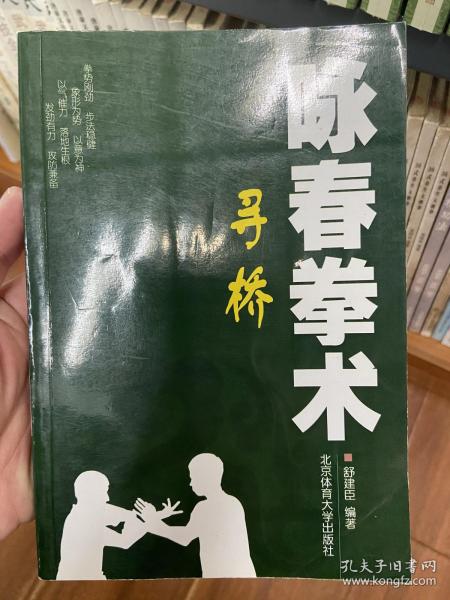 咏春拳术
寻桥
拳势刚劲 步法稳健
象形为势 以意为神
以气催力 落地生根
发劲有力 攻防兼备
舒建臣 编著
北京体育大学出版社
孔夫子旧书网
www.kongfz.com